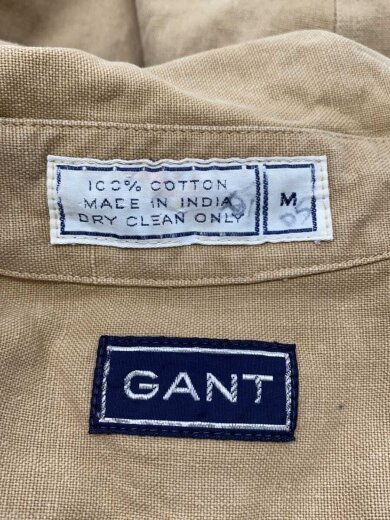 100% COTTON
MADE IN INDIA
DRY CLEAN ONLY
M
GANT